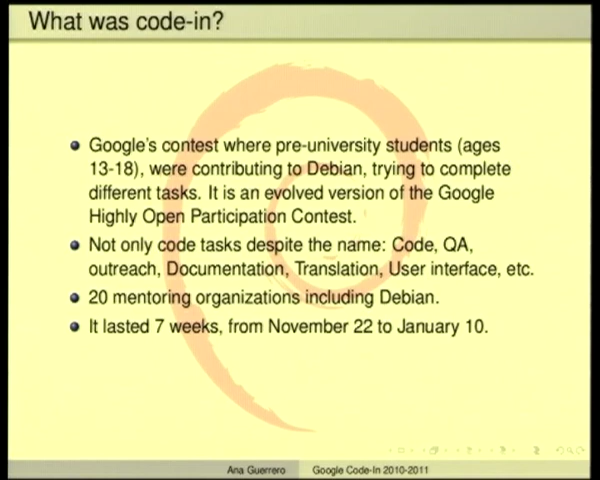 What was code-in?
Google's contest where pre-university students (ages
13-18), were contributing to Debian, trying to complete
different tasks. It is an evolved version of the Google
Highly Open Participation Contest.
Not only code tasks despite the name: Code, QA,
outreach, Documentation, Translation, User interface, etc.
20 mentoring organizations including Debian.
It lasted 7 weeks, from November 22 to January 10.
Ana Guerrero Google Code-In 2010-2011